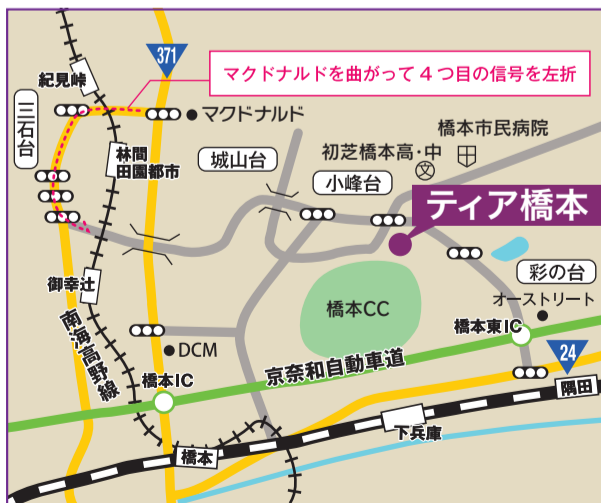 371
紀見峠
マクドナルドを曲がって4つ目の信号を左折
マクドナルド
三石台
林間
田園都市
城山台
初芝橋本高・中
文
橋本市民病院
小峰台
ティア橋本
御幸辻
彩の台
オーストリート
橋本CC
南海高野線
DCM
橋本東IC
京奈和自動車道
24
橋本IC
隅田
下兵庫
橋本